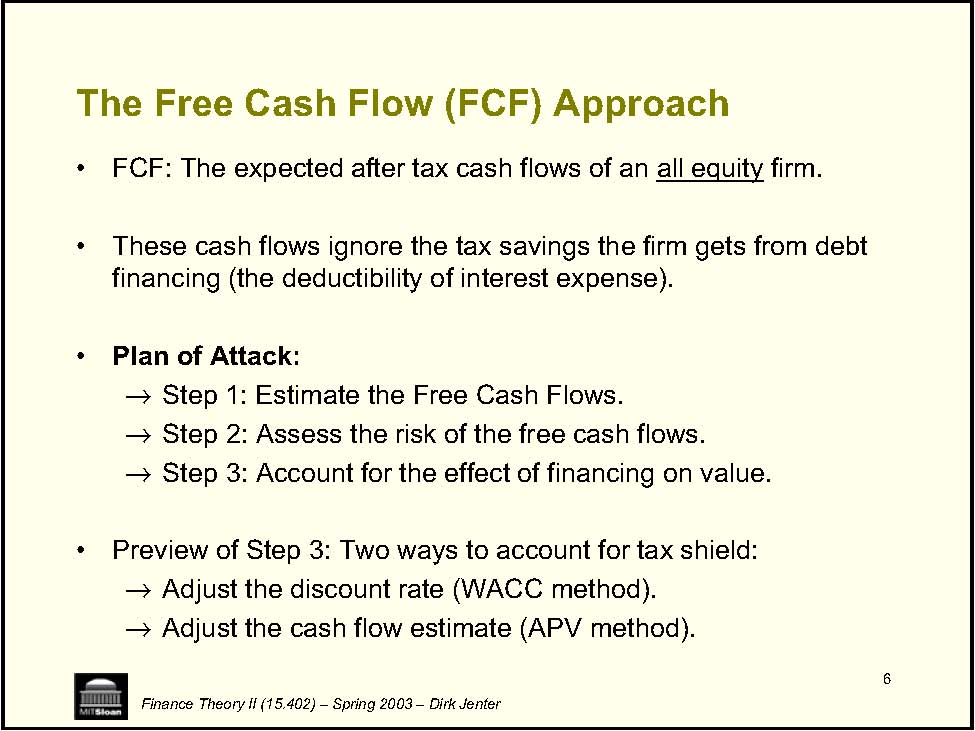 The Free Cash Flow (FCF) Approach
• FCF: The expected after tax cash flows of an all equity firm.
• These cash flows ignore the tax savings the firm gets from debt
financing (the deductibility of interest expense).
• Plan of Attack:
→ Step 1: Estimate the Free Cash Flows.
→ Step 2: Assess the risk of the free cash flows.
→ Step 3: Account for the effect of financing on value.
• Preview of Step 3: Two ways to account for tax shield:
→ Adjust the discount rate (WACC method).
→ Adjust the cash flow estimate (APV method).
6
MITSloan
Finance Theory II (15.402) – Spring 2003 – Dirk Jenter